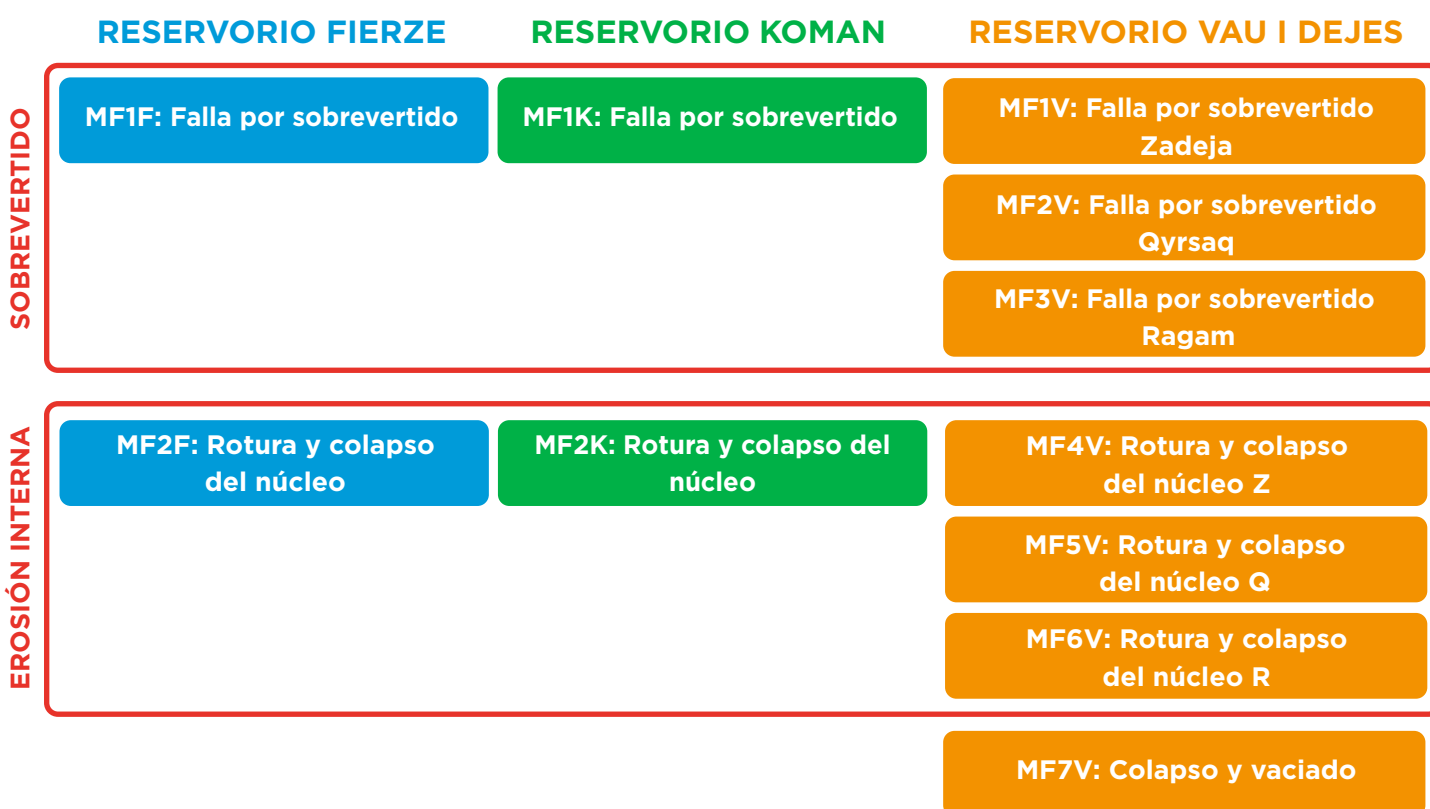 RESERVORIO FIERZE
RESERVORIO KOMAN
RESERVORIO VAU I DEJES
SOBREVERTIDO
MF1F: Falla por sobrevertido
MF1K: Falla por sobrevertido
MF1V: Falla por sobrevertido
Zadeja
MF2V: Falla por sobrevertido
Qyrsaq
MF3V: Falla por sobrevertido
Ragam
EROSIÓN INTERNA
MF2F: Rotura y colapso
del núcleo
MF2K: Rotura y colapso del
núcleo
MF4V: Rotura y colapso
del núcleo Z
MF5V: Rotura y colapso
del núcleo Q
MF6V: Rotura y colapso
del núcleo R
MF7V: Colapso y vaciado